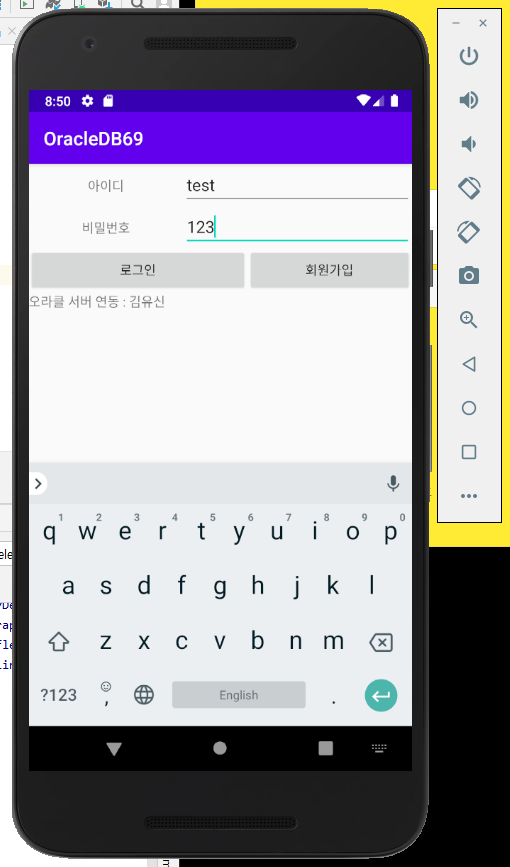 8:50
OracleDB69
아이디 test
비밀번호 123
로그인 회원가입
오라클 서버 연동 : 김유신
1 2 3 4 5 6 7 8 9 0
q w e r t y u i o p
a s d f g h j k l
z x c v b n m
?123 , English .